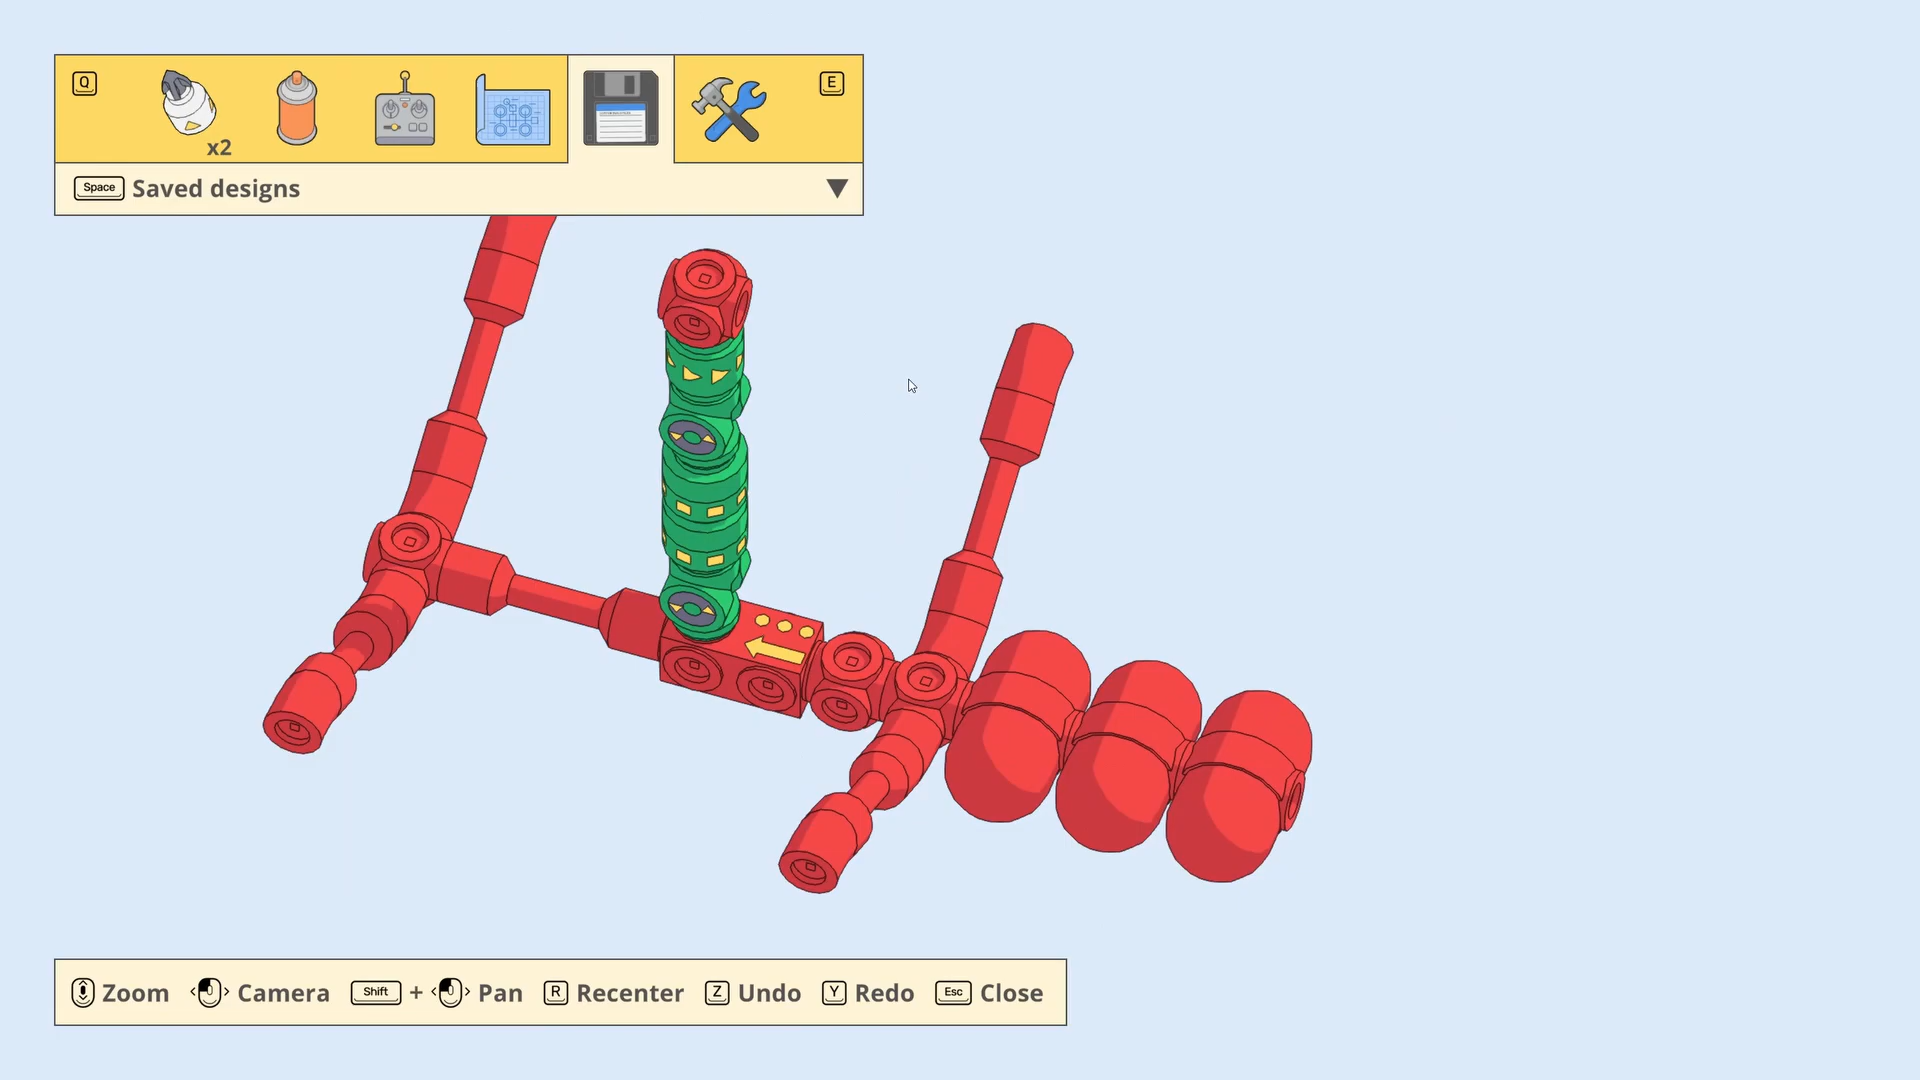 Q
E
x2
Space Saved designs
Zoom Camera Shift + Pan R Recenter Z Undo Y Redo Esc Close